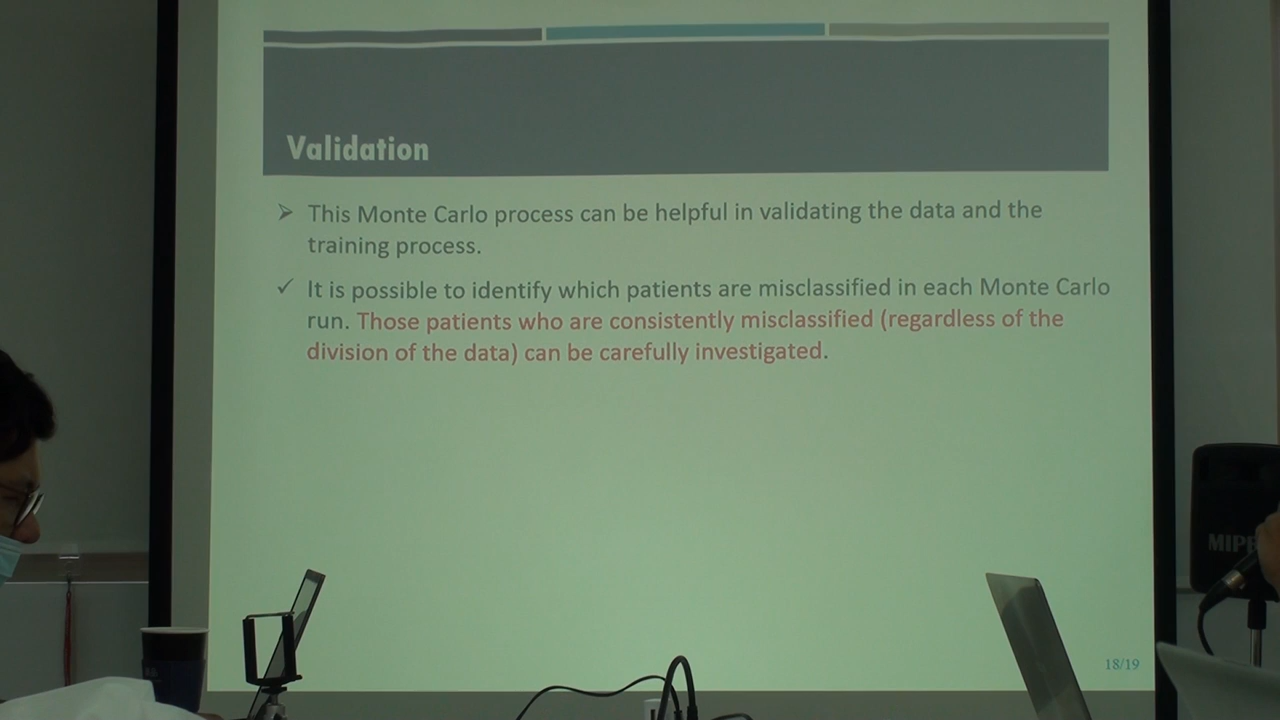 Validation
➢ This Monte Carlo process can be helpful in validating the data and the
training process.
✓ It is possible to identify which patients are misclassified in each Monte Carlo
run. Those patients who are consistently misclassified (regardless of the
division of the data) can be carefully investigated.
18/19